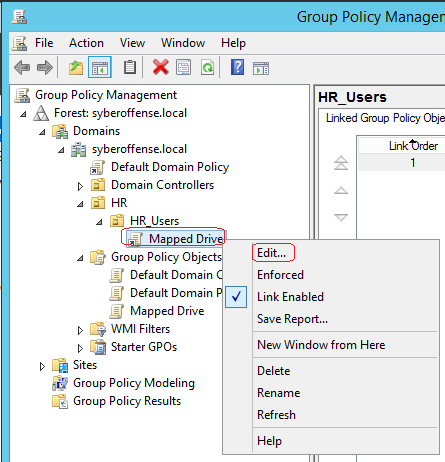 Group Policy Manageme
File Action View Window Help
Group Policy Management
Forest: syberoffense.local
Domains
syberoffense.local
Default Domain Policy
Domain Controllers
HR
HR_Users
Mapped Drive
Group Policy Objects
Default Domain C
Default Domain P
Mapped Drive
WMI Filters
Starter GPOs
Sites
Group Policy Modeling
Group Policy Results
HR_Users
Linked Group Policy Obje
Link Order
1
Edit...
Enforced
Link Enabled
Save Report...
New Window from Here
Delete
Rename
Refresh
Help